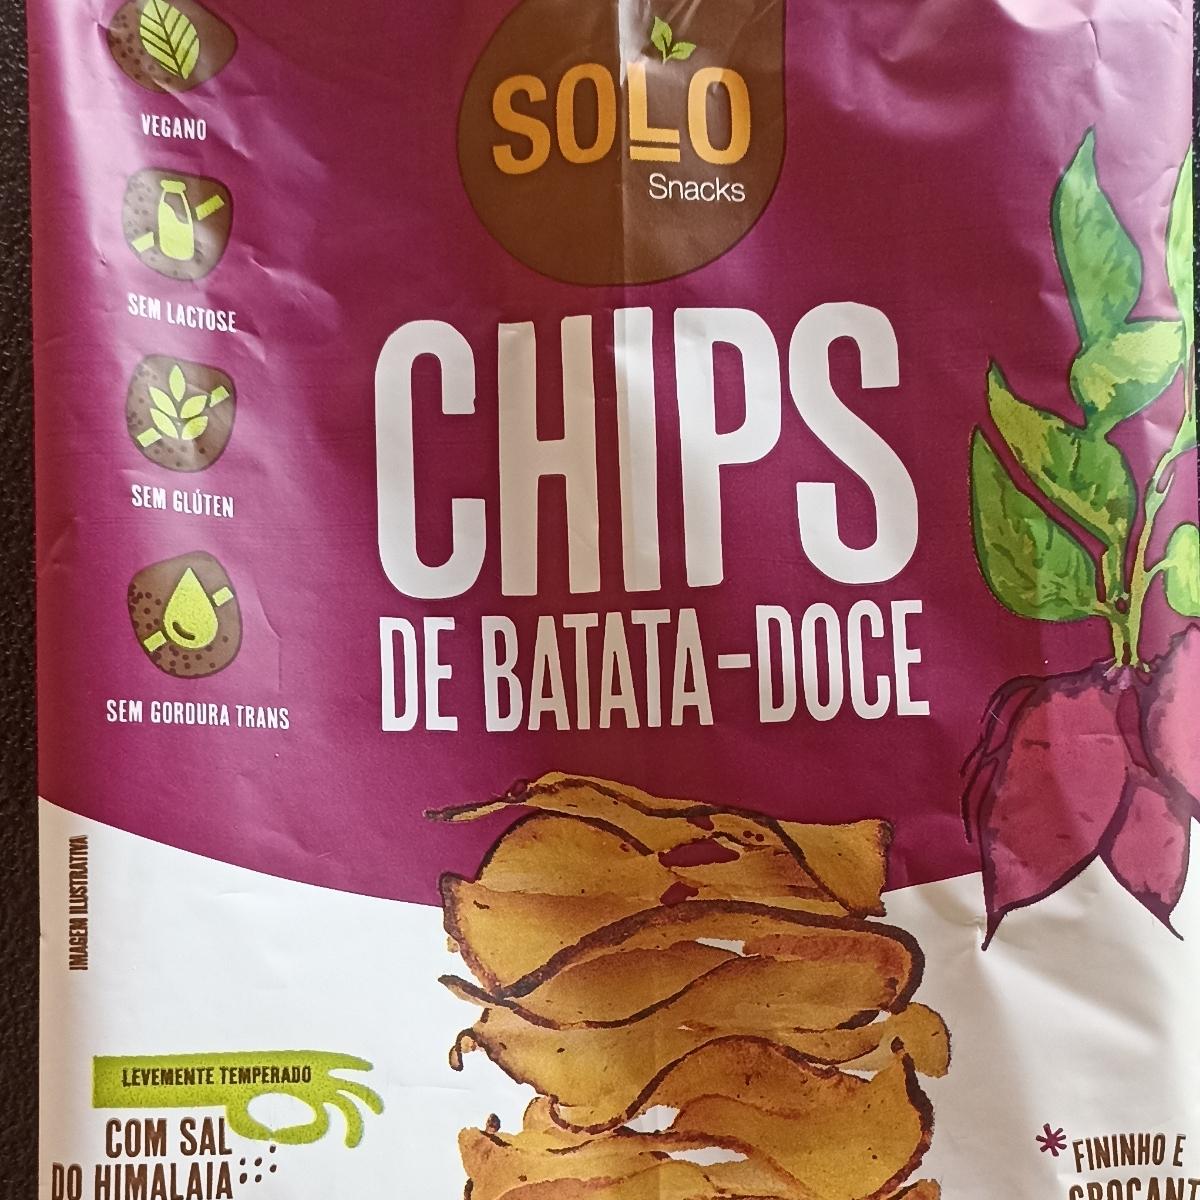 SOLO
Snacks
VEGANO
SEM LACTOSE
SEM GLÚTEN
SEM GORDURA TRANS
CHIPS
DE BATATA-DOCE
IMAGEM ILUSTRATIVA
LEVEMENTE TEMPERADO
COM SAL
DO HIMALAIA
*FININHO E
CROCANT